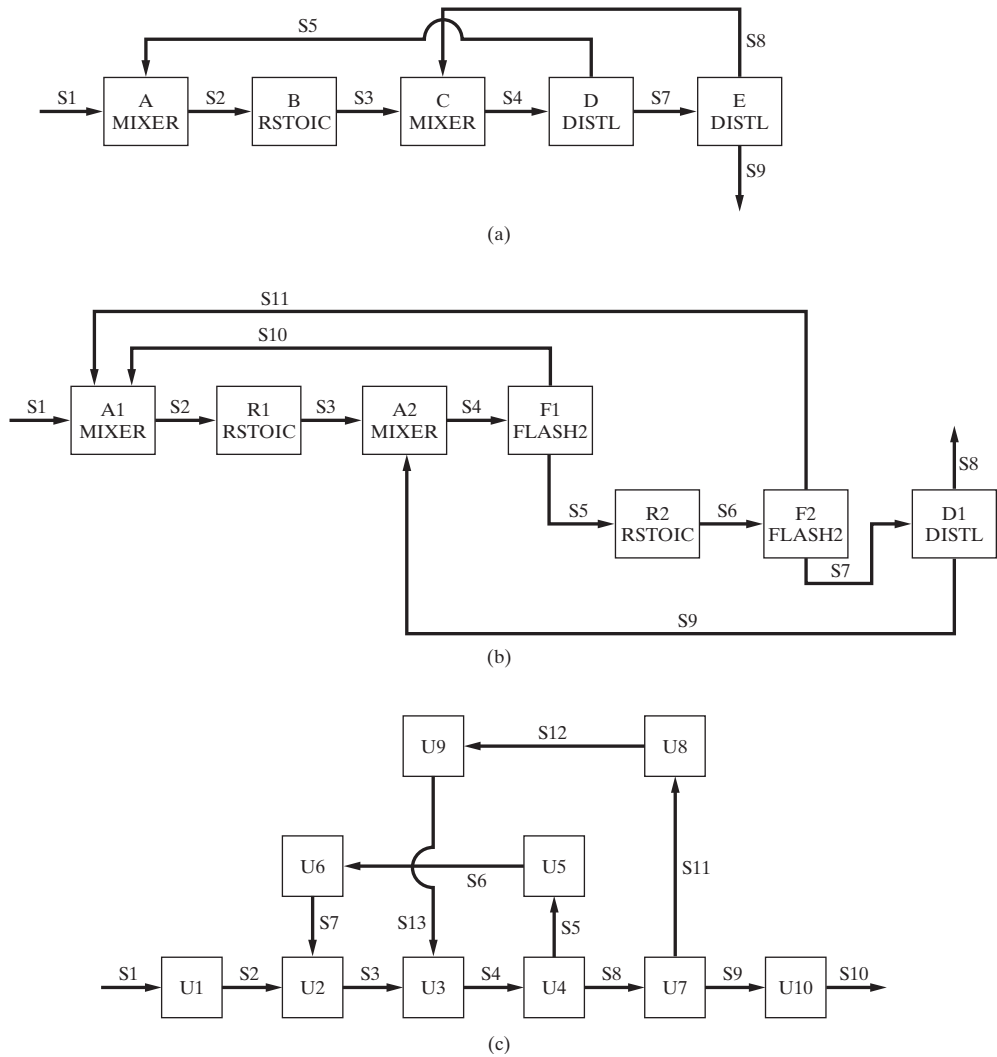 S5
S8
S1
A
MIXER
S2
B
RSTOIC
S3
C
MIXER
S4
D
DISTL
S7
E
DISTL
S9
(a)
S11
S10
S1
A1
MIXER
S2
R1
RSTOIC
S3
A2
MIXER
S4
F1
FLASH2
S8
S5
R2
RSTOIC
S6
F2
FLASH2
S7
D1
DISTL
S9
(b)
U9
S12
U8
U6
S6
U5
S11
S7
S13
S5
S1
U1
S2
U2
S3
U3
S4
U4
S8
U7
S9
U10
S10
(c)